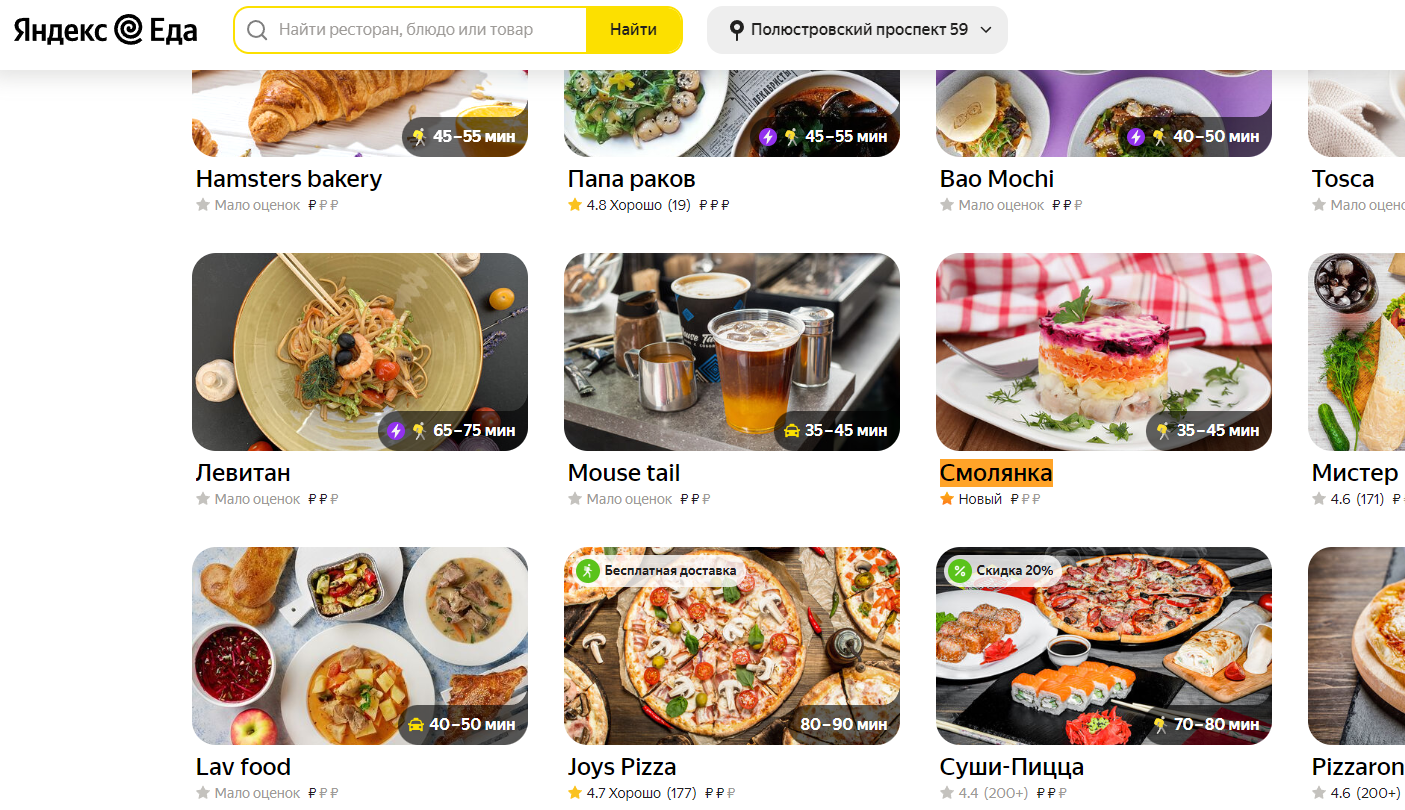 Яндекс Еда
Найти ресторан, блюдо или товар
Найти
Полюстровский проспект 59
45–55 мин
45–55 мин
40–50 мин
Hamsters bakery
Папа раков
Bao Mochi
Tosca
Мало оценок ₽₽₽
4.8 Хорошо (19) ₽₽₽
Мало оценок ₽₽₽
Мало оцено
65–75 мин
35–45 мин
35–45 мин
Левитан
Mouse tail
Смолянка
Мистер
Мало оценок ₽₽₽
Мало оценок ₽₽₽
Новый ₽₽₽
4.6 (171) ₽
Бесплатная доставка
Скидка 20%
40–50 мин
80–90 мин
70–80 мин
Lav food
Joys Pizza
Суши-Пицца
Pizzaron
Мало оценок ₽₽₽
4.7 Хорошо (177) ₽₽₽
4.4 (200+) ₽₽₽
4.6 (200+)